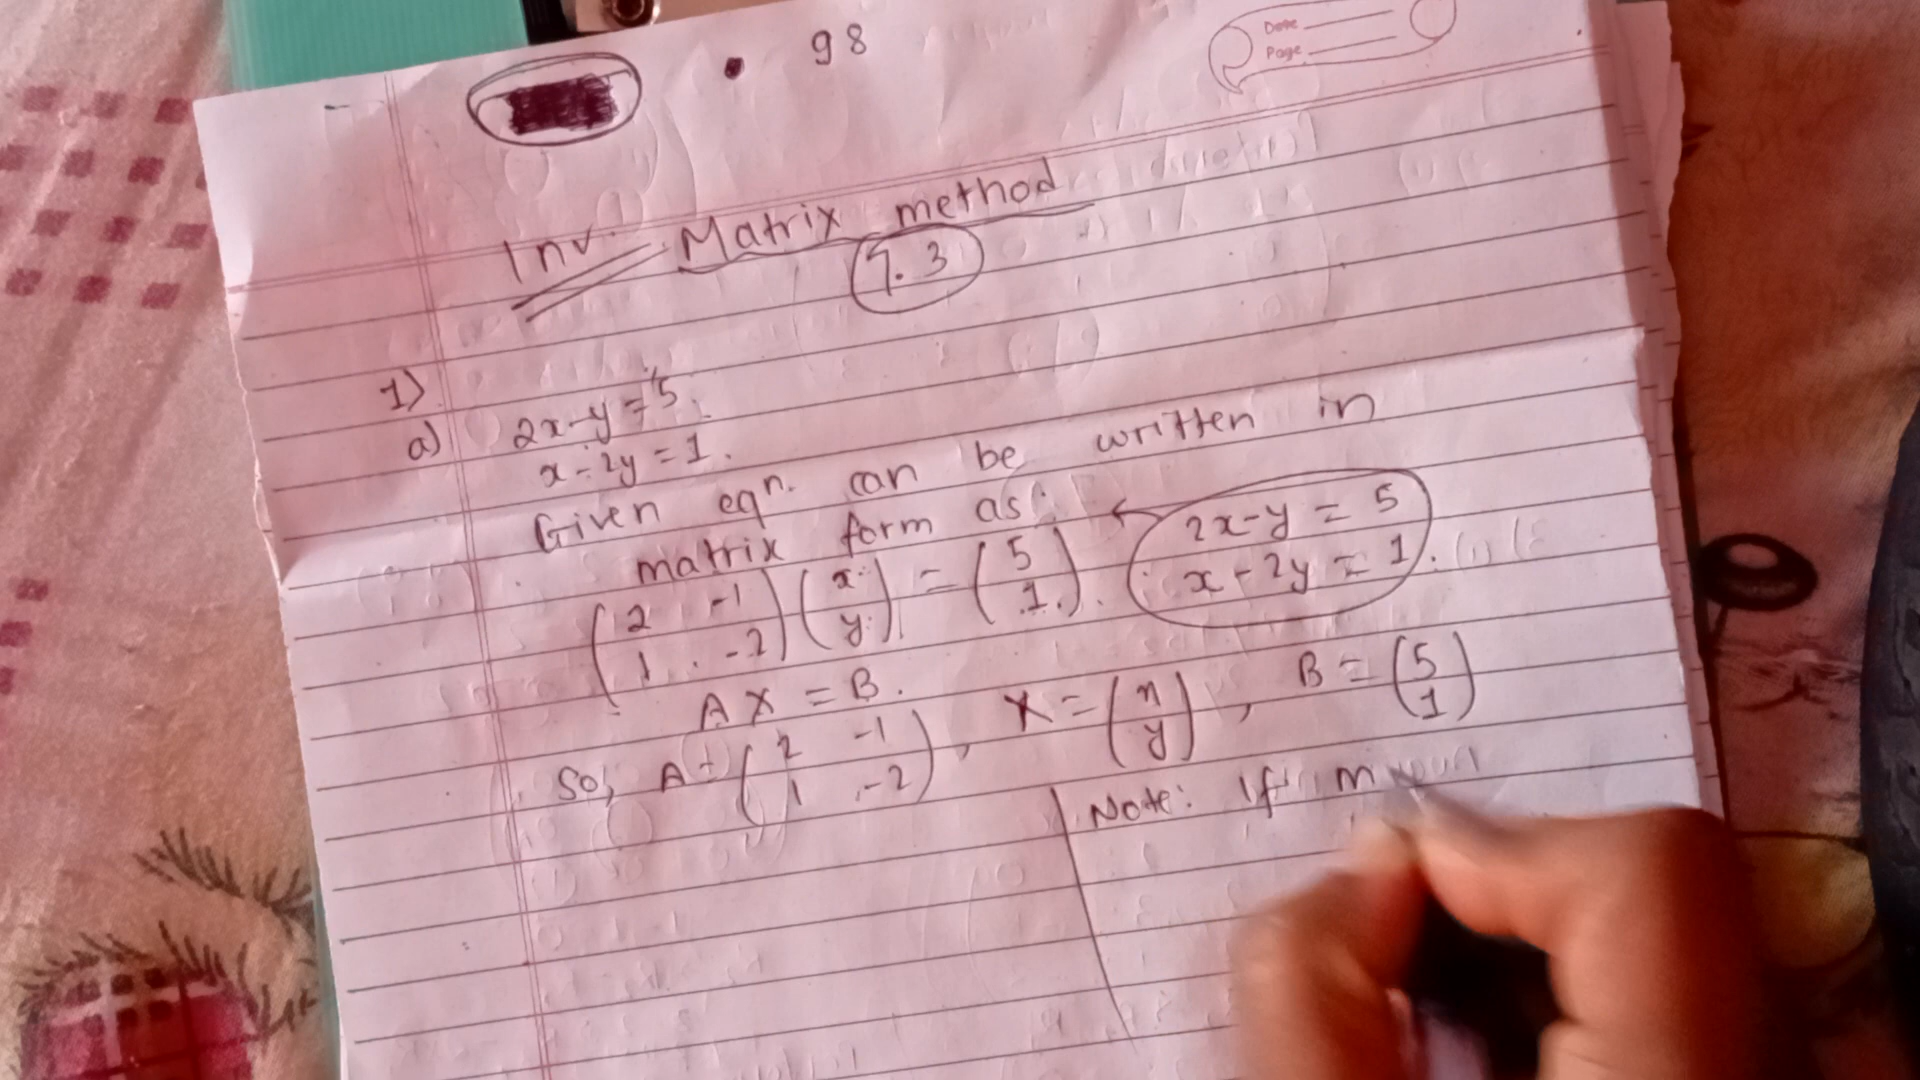 98
Date
Page
Inv. Matrix method
7.3
1)
a) 2x-y=5.
x-2y=1.
Given eqn. can be written in
matrix form as:
2x-y = 5
x-2y = 1.
(2 -1
1 -2) (x
y) = (5
1).
AX = B.
So, A = (2 -1
1 -2), X = (x
y), B = (5
1)
Note: If